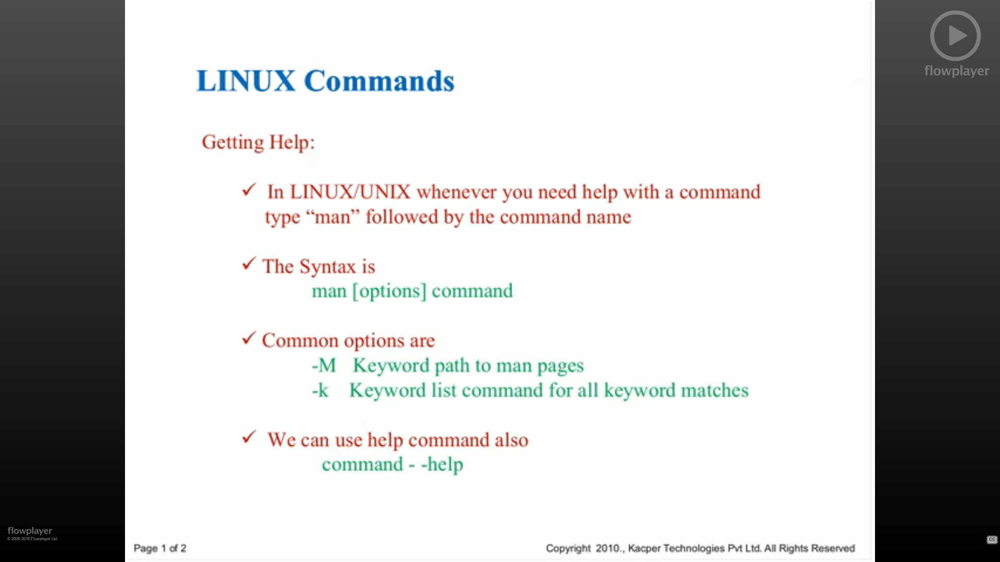 flowplayer
LINUX Commands
Getting Help:
✓ In LINUX/UNIX whenever you need help with a command
type “man” followed by the command name
✓ The Syntax is
man [options] command
✓ Common options are
-M Keyword path to man pages
-k Keyword list command for all keyword matches
✓ We can use help command also
command - -help
flowplayer
© 2008-2016 Flowplayer Ltd
CC
Page 1 of 2
Copyright 2010., Kacper Technologies Pvt Ltd. All Rights Reserved